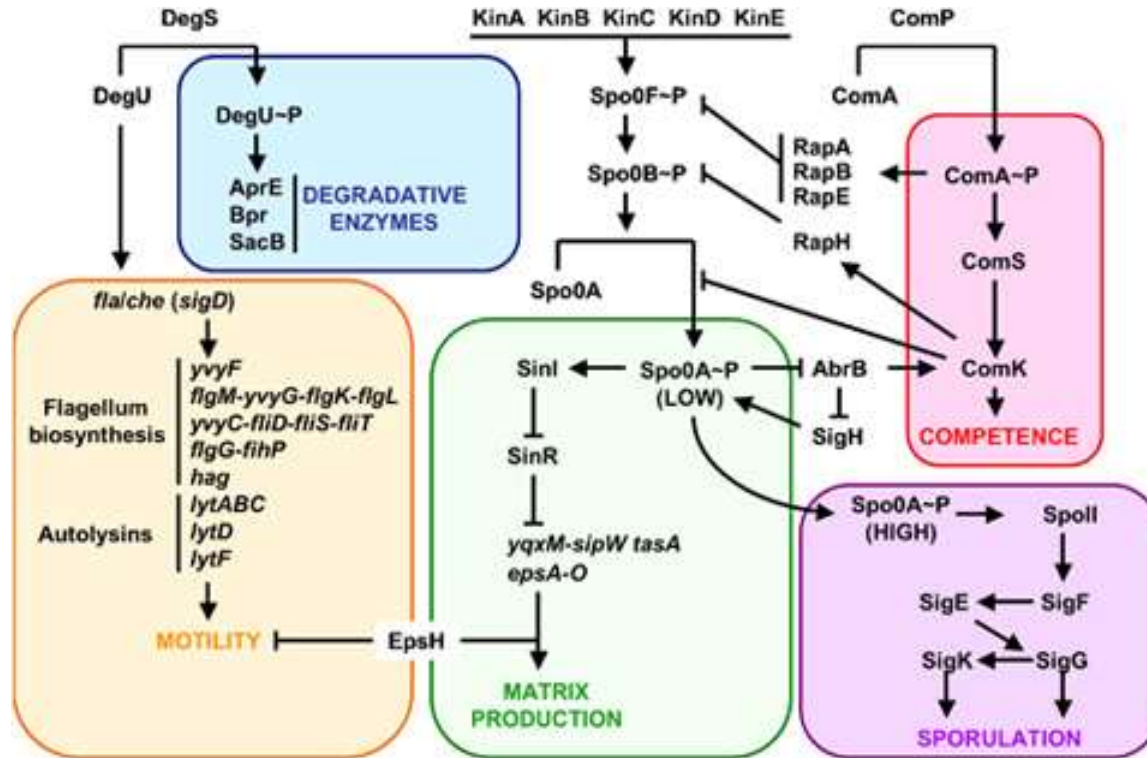 DegS
KinA KinB KinC KinD KinE
ComP
DegU
Spo0F~P
ComA
DegU~P
RapA
RapB
RapE
ComA~P
Spo0B~P
AprE
Bpr
SacB
DEGRADATIVE
ENZYMES
RapH
ComS
Spo0A
fla/che (sigD)
SinI
Spo0A~P
(LOW)
AbrB
ComK
Flagellum
biosynthesis
yvyF
flgM-yvyG-flgK-flgL
yvyC-fliD-fliS-fliT
flgG-fihP
hag
SigH
COMPETENCE
SinR
Autolysins
lytABC
lytD
lytF
Spo0A~P
(HIGH)
SpoII
yqxM-sipW tasA
epsA-O
SigE
SigF
MOTILITY
EpsH
SigK
SigG
MATRIX
PRODUCTION
SPORULATION